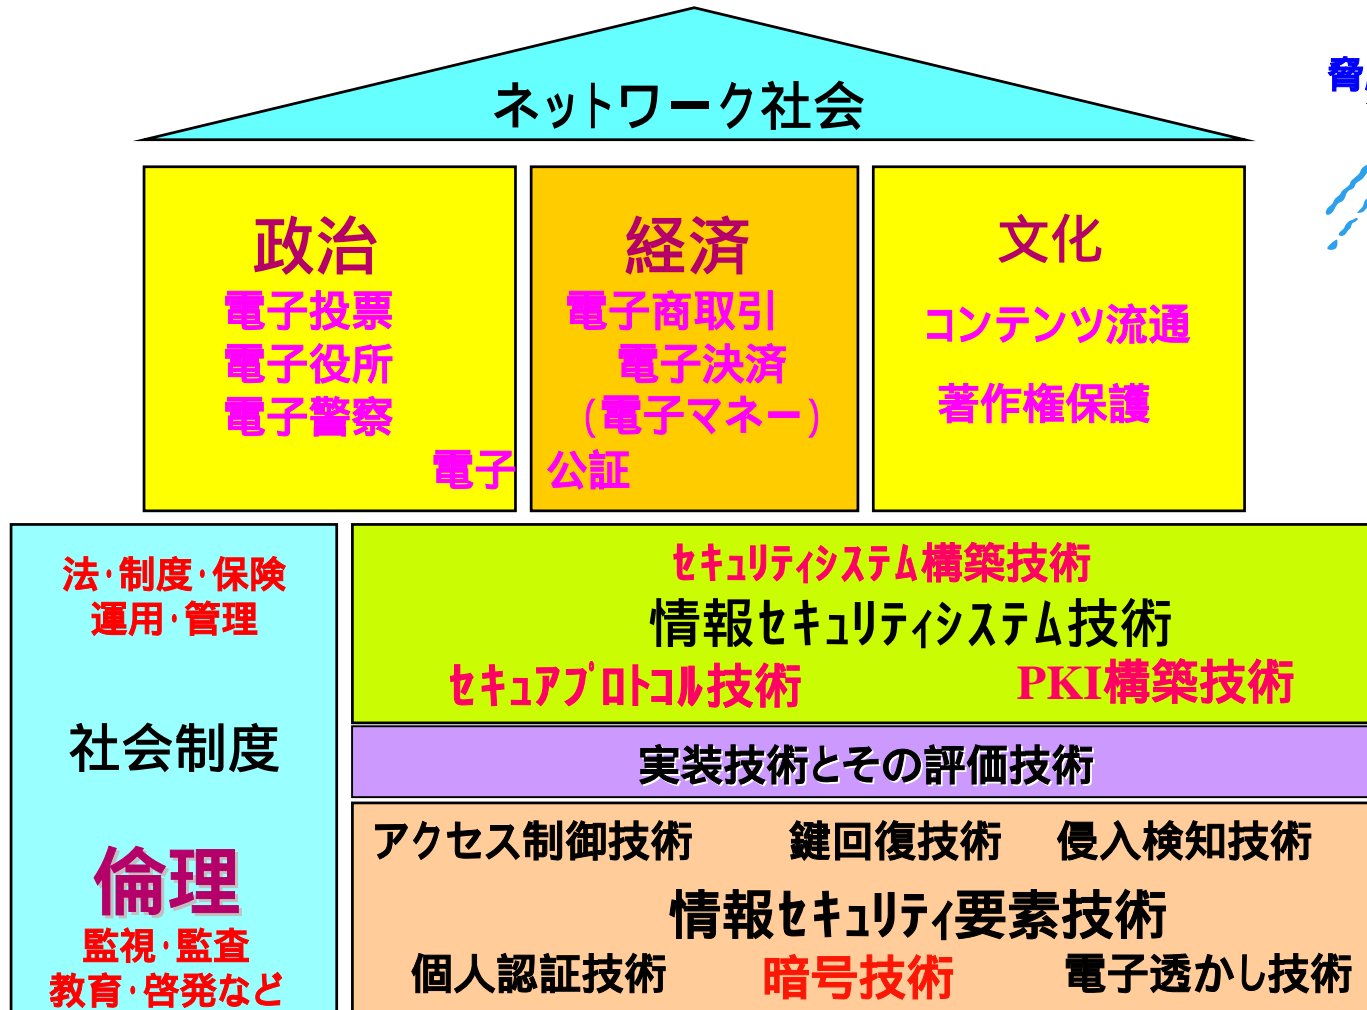 ネットワーク社会
政治
電子投票
電子役所
電子警察
経済
電子商取引
電子決済
(電子マネー)
電子 公証
文化
コンテンツ流通
著作権保護
法・制度・保険
運用・管理
社会制度
倫理
監視・監査
教育・啓発など
セキュリティシステム構築技術
情報セキュリティシステム技術
セキュアプロトコル技術 PKI構築技術
実装技術とその評価技術
アクセス制御技術 鍵回復技術 侵入検知技術
情報セキュリティ要素技術
個人認証技術 暗号技術 電子透かし技術